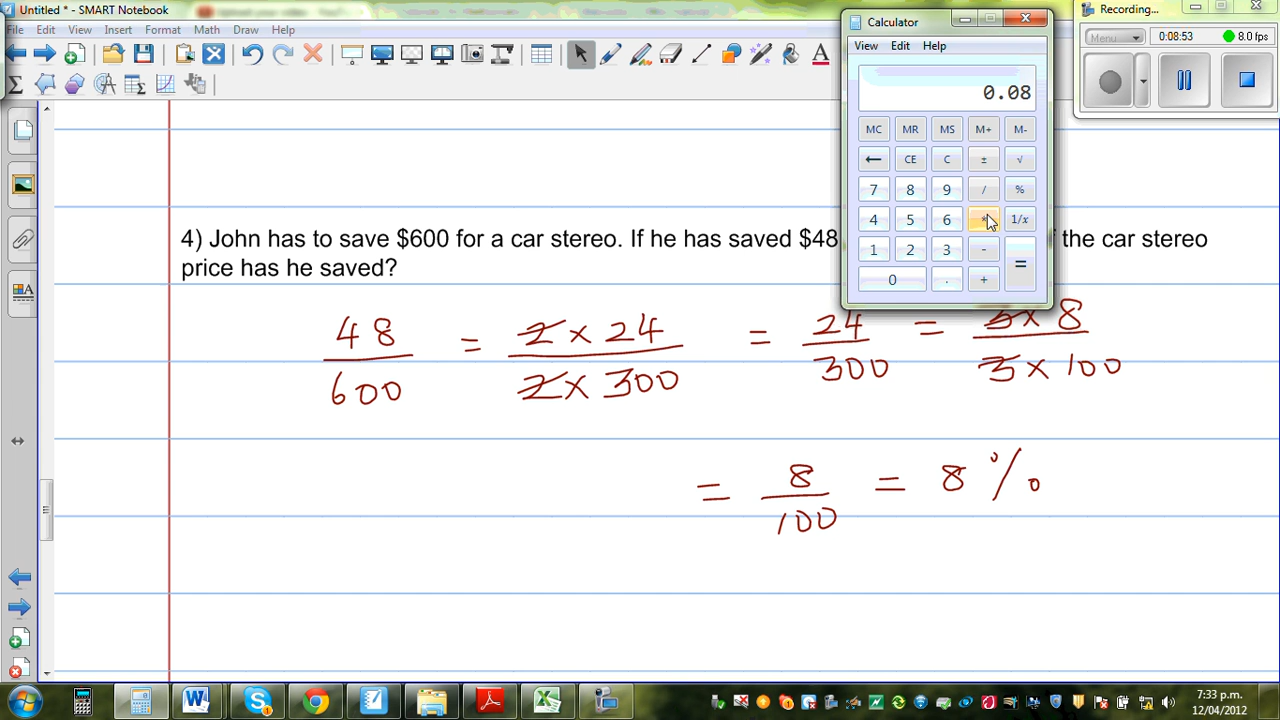 Untitled * - SMART Notebook
File Edit View Insert Format Math Draw Help
Calculator
View Edit Help
0.08
MC MR MS M+ M-
← CE C ± √
7 8 9 / %
4 5 6 * 1/x
1 2 3 - =
0 . +
Recording...
Menu 0:08:53 8.0 fps
4) John has to save $600 for a car stereo. If he has saved $48 the car stereo
price has he saved?
48/600 = 2 x 24/2 x 300 = 24/300 = 3 x 8/3 x 100
= 8/100 = 8 %
7:33 p.m.
12/04/2012